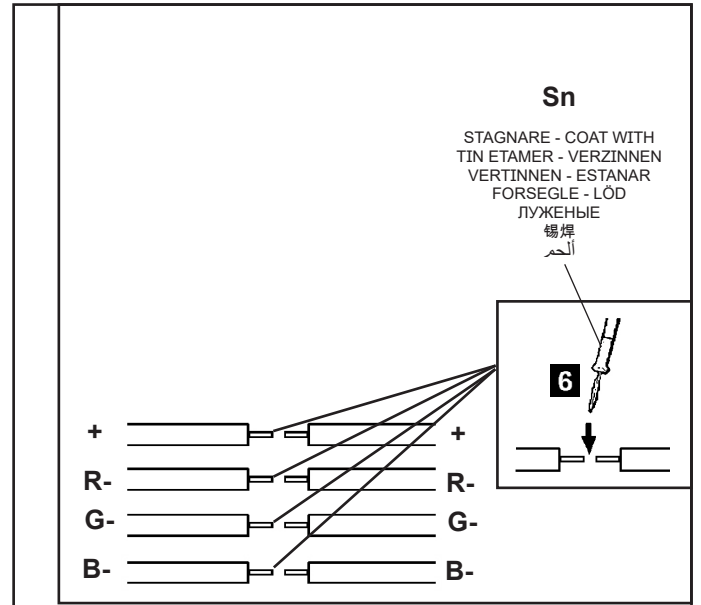 Sn
STAGNARE - COAT WITH
TIN ETAMER - VERZINNEN
VERTINNEN - ESTANAR
FORSEGLE - LÖD
ЛУЖЕНЫЕ
锡焊
ألحم
6
+ +
R- R-
G- G-
B- B-